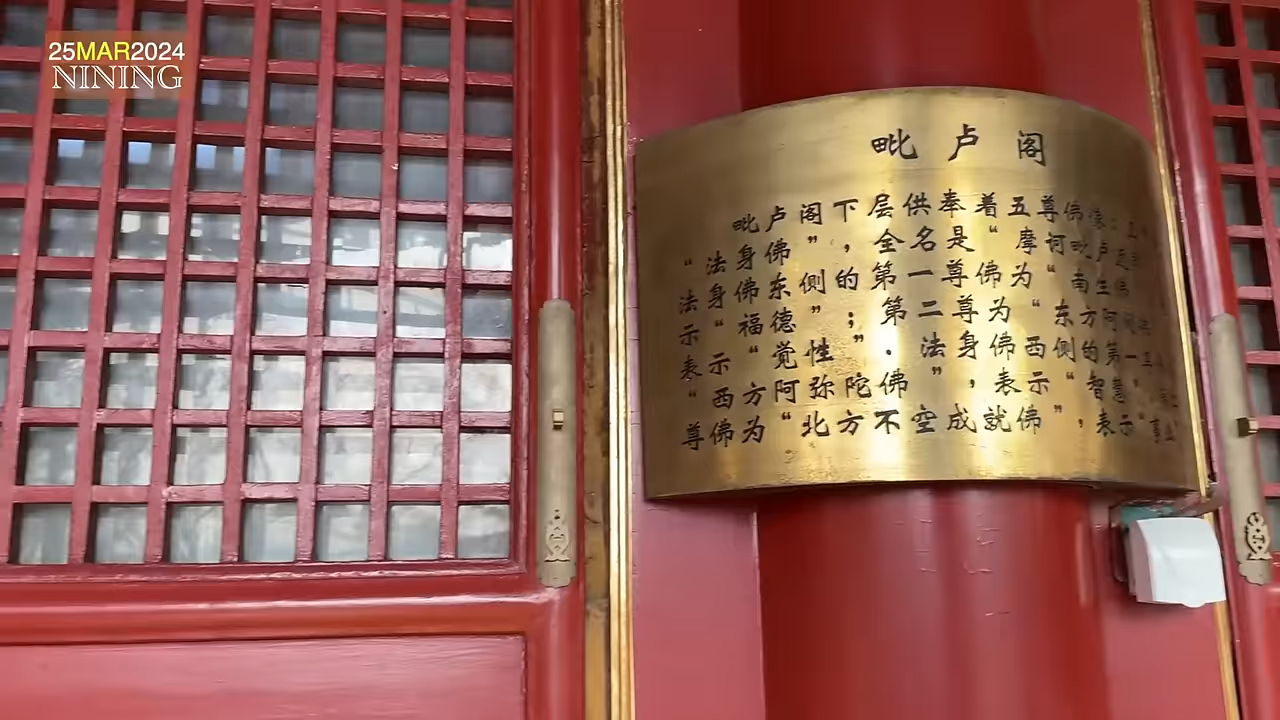 25MAR2024
NINING
毗卢阁
毗卢阁下层供奉着五尊佛像
“法身佛”，全名是“摩诃毗卢
法身佛东侧的第一尊佛为“南生佛
示“福德”；第二尊为“东方阿
表示“觉性”．法身佛西侧的第一
“西方阿弥陀佛”，表示“智慧”，
尊佛为“北方不空成就佛”，表示“事业